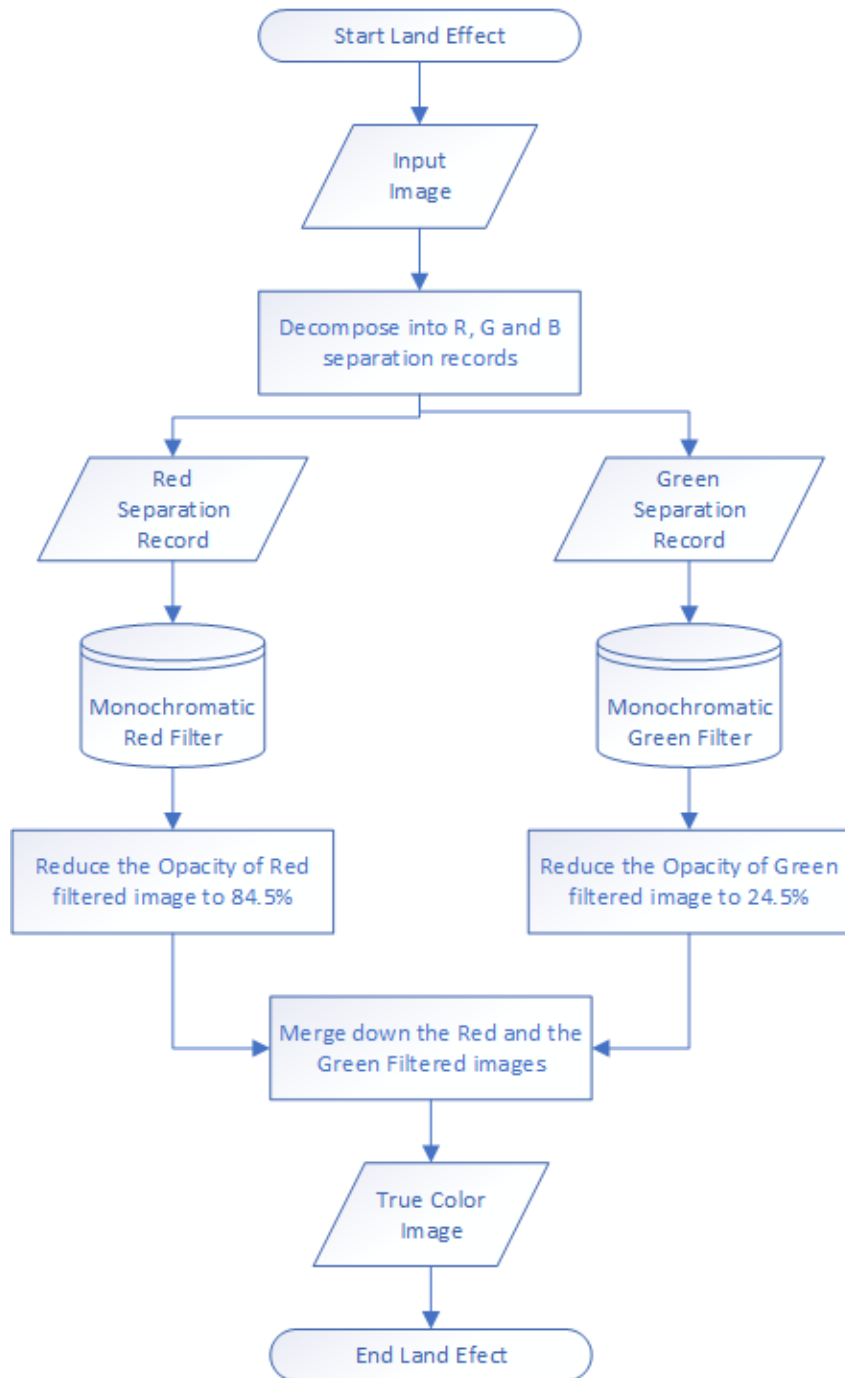 Start Land Effect
Input
Image
Decompose into R, G and B
separation records
Red
Separation
Record
Green
Separation
Record
Monochromatic
Red Filter
Monochromatic
Green Filter
Reduce the Opacity of Red
filtered image to 84.5%
Reduce the Opacity of Green
filtered image to 24.5%
Merge down the Red and the
Green Filtered images
True Color
Image
End Land Efect